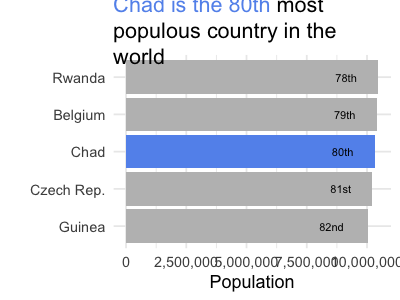 Chad is the 80th most
populous country in the
world
Rwanda 78th
Belgium 79th
Chad 80th
Czech Rep. 81st
Guinea 82nd
0 2,500,000 5,000,000 7,500,000 10,000,000
Population